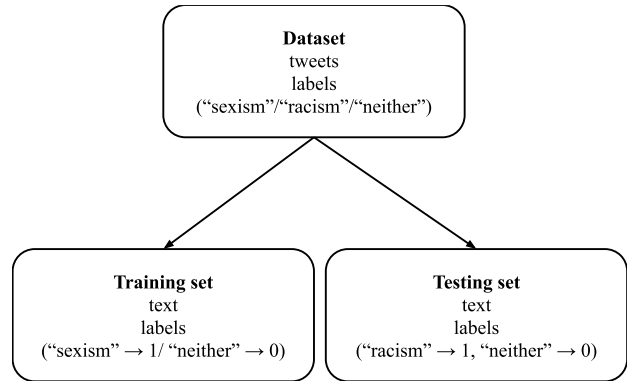 Dataset
tweets
labels
(“sexism”/“racism”/“neither”)
Training set
text
labels
(“sexism” → 1/ “neither” → 0)
Testing set
text
labels
(“racism” → 1, “neither” → 0)